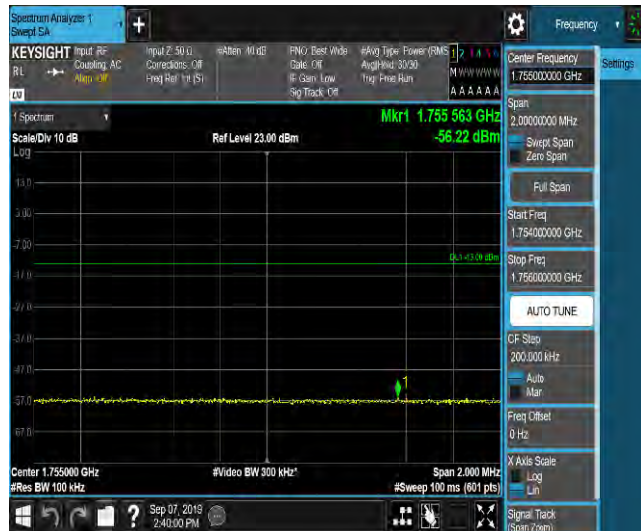 Spectrum Analyzer 1
Swept SA
Frequency
KEYSIGHT
RL
Input: RF
Coupling: AC
Align: Off
Input Z: 50 Ω
Corrections: Off
Freq Ref: Int (S)
#Atten: 40 dB
PNO: Best Wide
Gate: Off
IF Gain: Low
Sig Track: Off
#Avg Type: Power (RMS
Avg|Hold: 30/30
Trig: Free Run
1 2 3 4 5 6
M W W W W W
A A A A A A
LXI
1 Spectrum
Scale/Div 10 dB
Log
Ref Level 23.00 dBm
Mkr1 1.755 563 GHz
-56.22 dBm
13.0
3.00
-7.00
DL1 -13.00 dBm
-17.0
-27.0
-37.0
-47.0
-57.0
-67.0
1
Center 1.755000 GHz
#Res BW 100 kHz
#Video BW 300 kHz*
Span 2.000 MHz
#Sweep 100 ms (601 pts)
Sep 07, 2019
2:40:00 PM
Center Frequency
1.755000000 GHz
Settings
Span
2.00000000 MHz
Swept Span
Zero Span
Full Span
Start Freq
1.754000000 GHz
Stop Freq
1.756000000 GHz
AUTO TUNE
CF Step
200.000 kHz
Auto
Man
Freq Offset
0 Hz
X Axis Scale
Log
Lin
Signal Track
(Span Zoom)